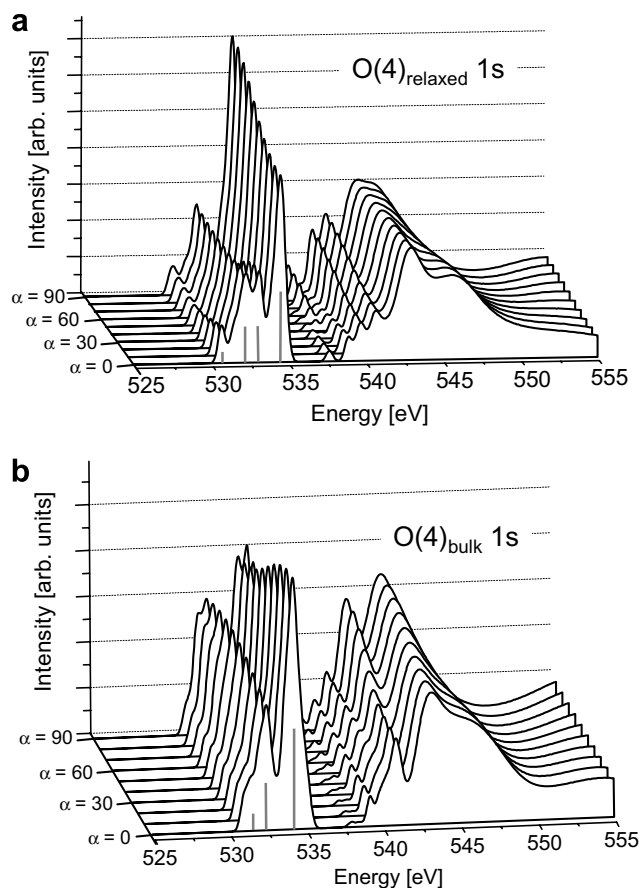 a
O(4)relaxed 1s
Intensity [arb. units]
α = 90
α = 60
α = 30
α = 0
525 530 535 540 545 550 555
Energy [eV]
b
O(4)bulk 1s
Intensity [arb. units]
α = 90
α = 60
α = 30
α = 0
525 530 535 540 545 550 555
Energy [eV]